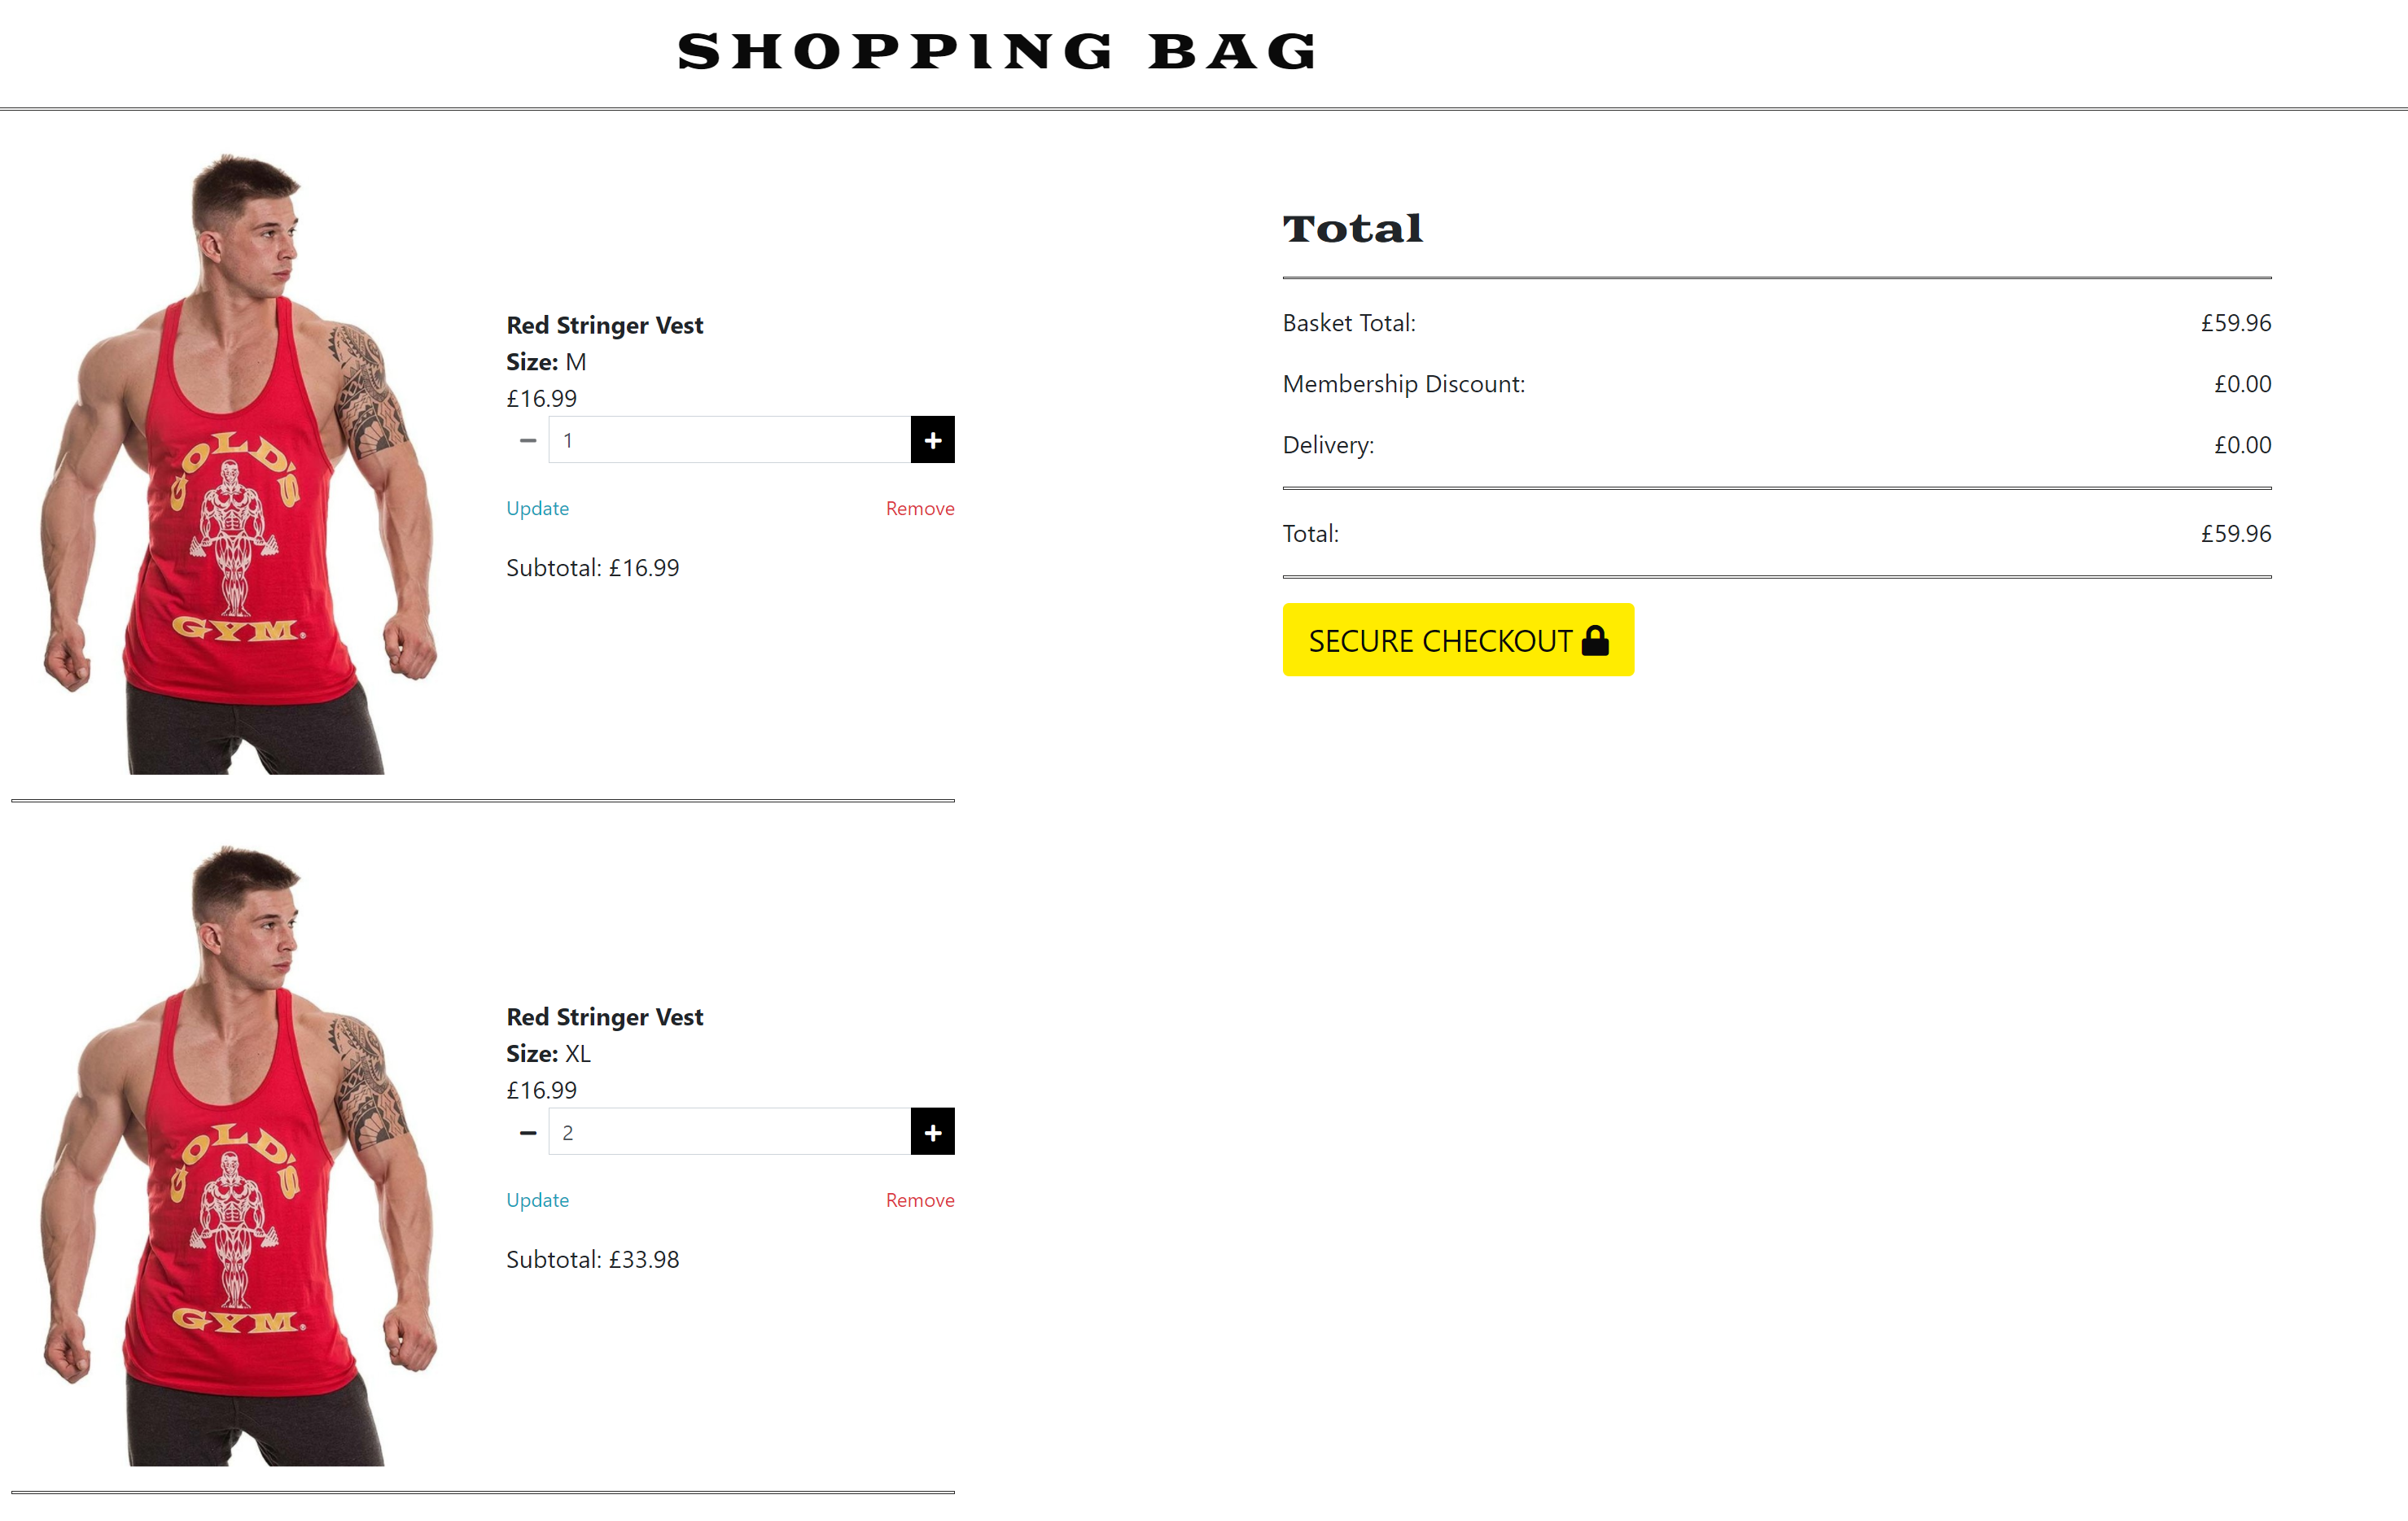 SHOPPING BAG
Red Stringer Vest
Size: M
£16.99
1
Update Remove
Subtotal: £16.99
GOLD'S
GYM®
Red Stringer Vest
Size: XL
£16.99
2
Update Remove
Subtotal: £33.98
GOLD'S
GYM®
Total
Basket Total: £59.96
Membership Discount: £0.00
Delivery: £0.00
Total: £59.96
SECURE CHECKOUT